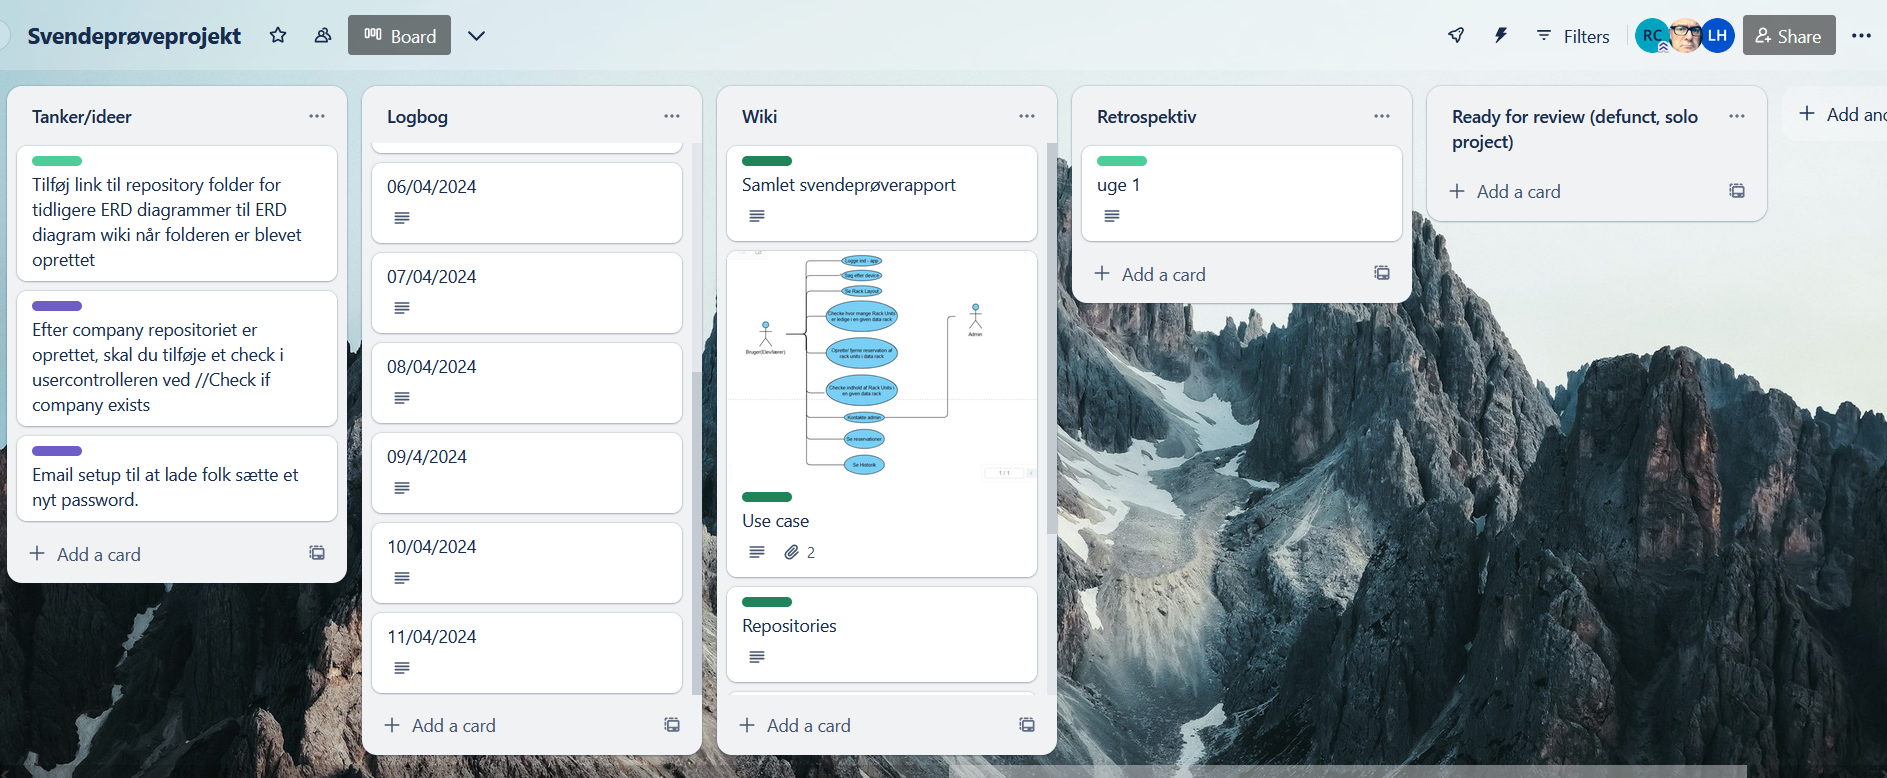 Svendeprøveprojekt
Board
Filters
RC
LH
Share
Tanker/ideer
Tilføj link til repository folder for
tidligere ERD diagrammer til ERD
diagram wiki når folderen er blevet
oprettet
Efter company repositoriet er
oprettet, skal du tilføje et check i
usercontrolleren ved //Check if
company exists
Email setup til at lade folk sætte et
nyt password.
Add a card
Logbog
06/04/2024
07/04/2024
08/04/2024
09/4/2024
10/04/2024
11/04/2024
Add a card
Wiki
Samlet svendeprøverapport
Logge ind - app
Søg efter device
Se Rack Layout
Checke hvor mange Rack Units
er ledige i en given data rack
Oprette/ fjerne reservation af
rack units i data rack
Checke indhold af Rack Units i
en given data rack
Kontakte admin
Se reservationer
Se historik
Bruger(Elev/lærer)
Admin
1 / 1
Use case
2
Repositories
Add a card
Retrospektiv
uge 1
Add a card
Ready for review (defunct, solo
project)
Add a card
Add ano